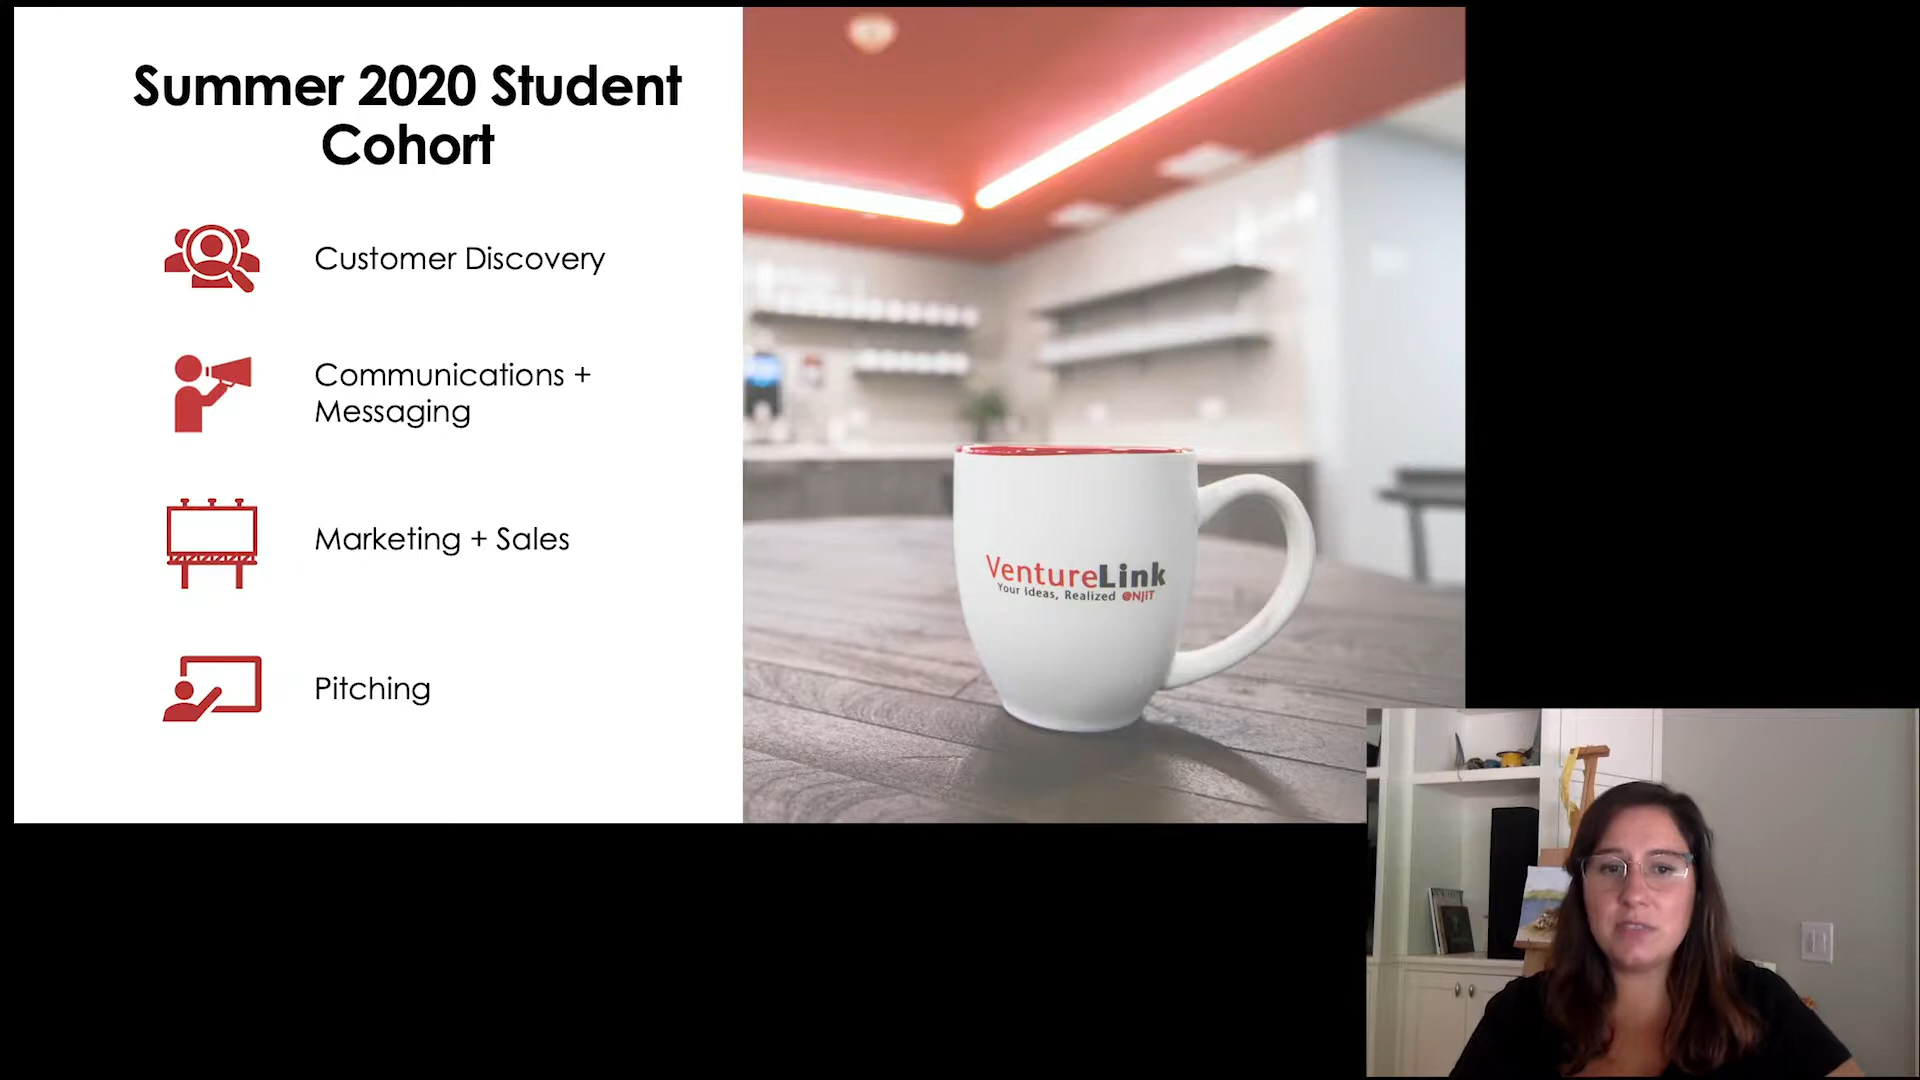 Summer 2020 Student
Cohort
Customer Discovery
Communications +
Messaging
Marketing + Sales
Pitching
VentureLink
Your Ideas, Realized @NJIT